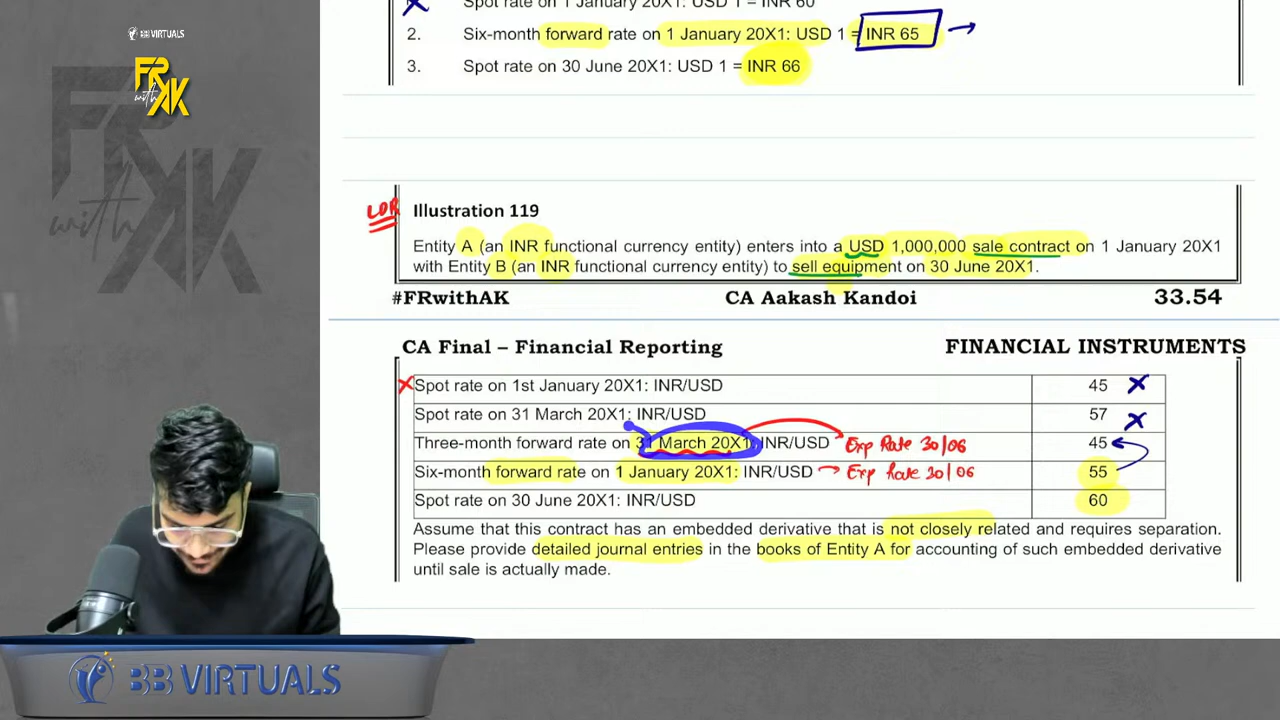 BB VIRTUALS
FR
with
AK
FR
with
AK
Spot rate on 1 January 20X1: USD 1 = INR 60
2. Six-month forward rate on 1 January 20X1: USD 1 = INR 65
3. Spot rate on 30 June 20X1: USD 1 = INR 66
LDR
Illustration 119
Entity A (an INR functional currency entity) enters into a USD 1,000,000 sale contract on 1 January 20X1
with Entity B (an INR functional currency entity) to sell equipment on 30 June 20X1.
#FRwithAK CA Aakash Kandoi 33.54
CA Final – Financial Reporting FINANCIAL INSTRUMENTS
Spot rate on 1st January 20X1: INR/USD 45
Spot rate on 31 March 20X1: INR/USD 57
Three-month forward rate on 31 March 20X1: INR/USD Exp Rate 30/06 45
Six-month forward rate on 1 January 20X1: INR/USD Exp Rate 30/06 55
Spot rate on 30 June 20X1: INR/USD 60
Assume that this contract has an embedded derivative that is not closely related and requires separation.
Please provide detailed journal entries in the books of Entity A for accounting of such embedded derivative
until sale is actually made.
BB VIRTUALS